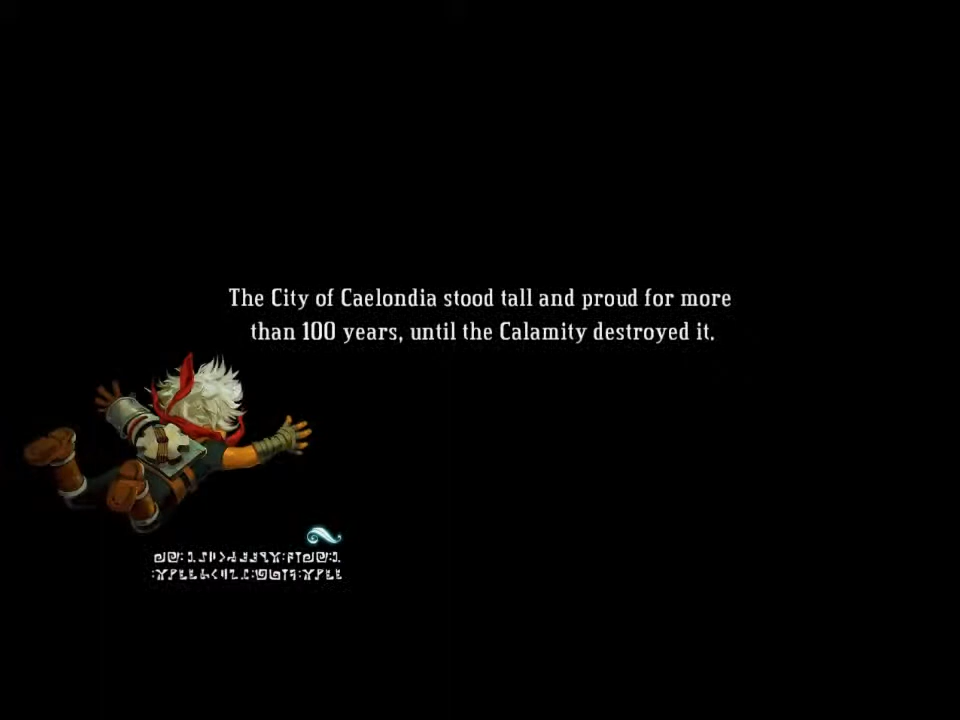 The City of Caelondia stood tall and proud for more
than 100 years, until the Calamity destroyed it.